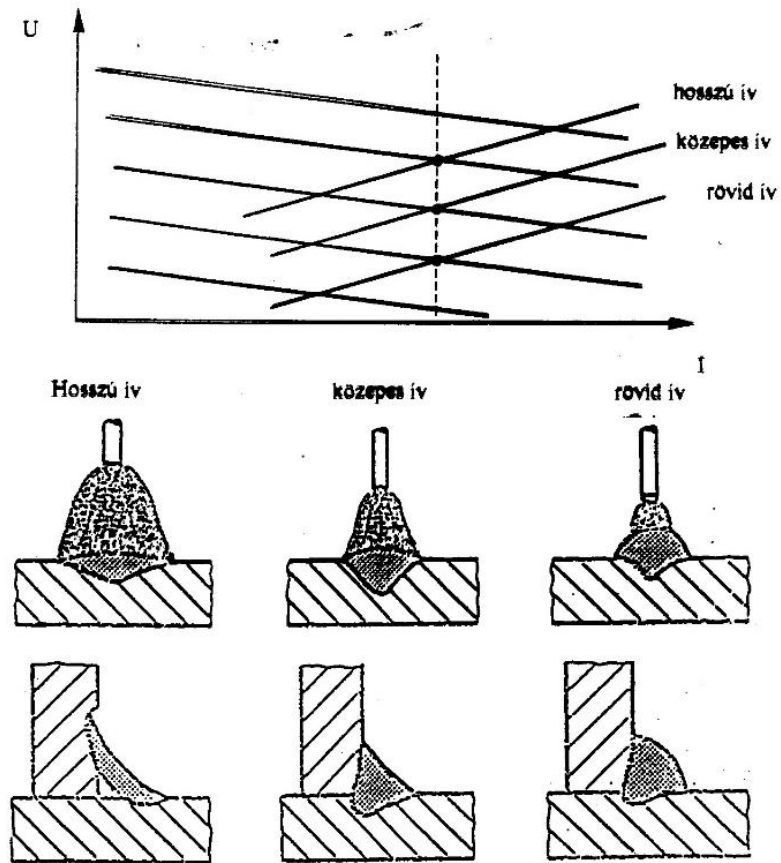 U
hosszú ív
közepes ív
rövid ív
I
Hosszú ív
közepes ív
rövid ív